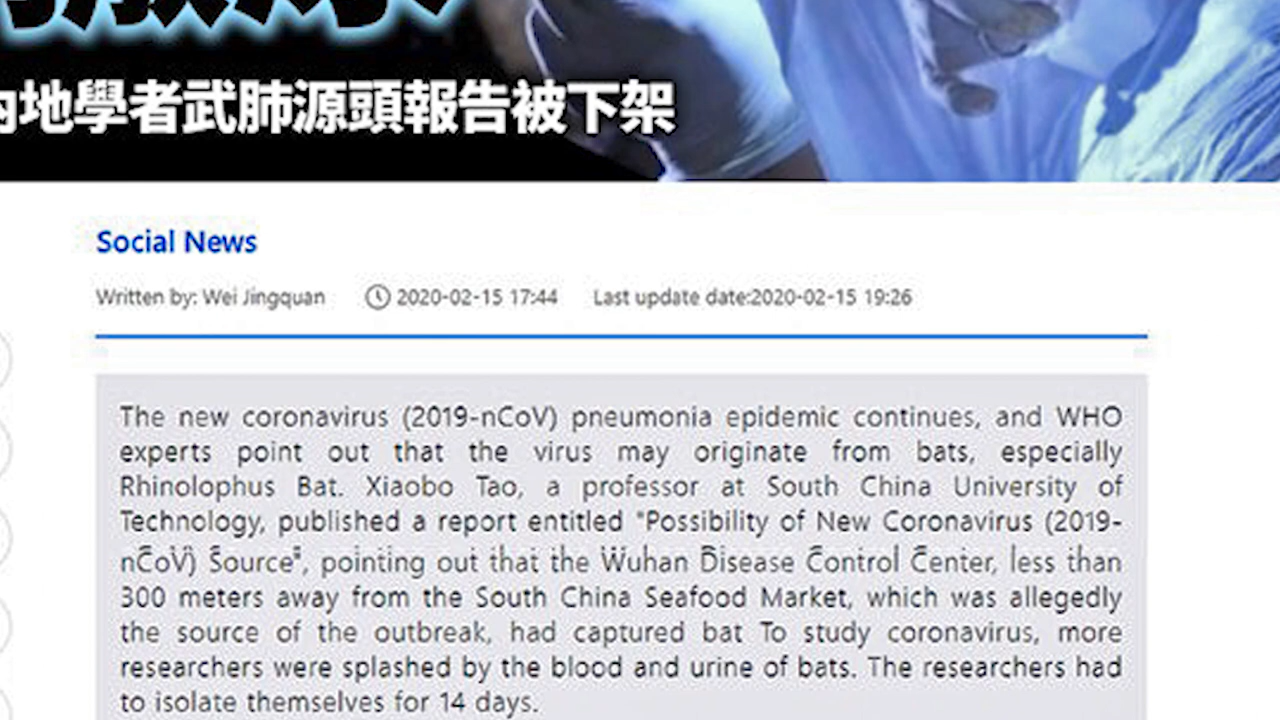 內地學者武肺源頭報告被下架
Social News
Written by: Wei Jingquan 2020-02-15 17:44 Last update date:2020-02-15 19:26
The new coronavirus (2019-nCoV) pneumonia epidemic continues, and WHO
experts point out that the virus may originate from bats, especially
Rhinolophus Bat. Xiaobo Tao, a professor at South China University of
Technology, published a report entitled "Possibility of New Coronavirus (2019-
nCoV) Source", pointing out that the Wuhan Disease Control Center, less than
300 meters away from the South China Seafood Market, which was allegedly
the source of the outbreak, had captured bat To study coronavirus, more
researchers were splashed by the blood and urine of bats. The researchers had
to isolate themselves for 14 days.